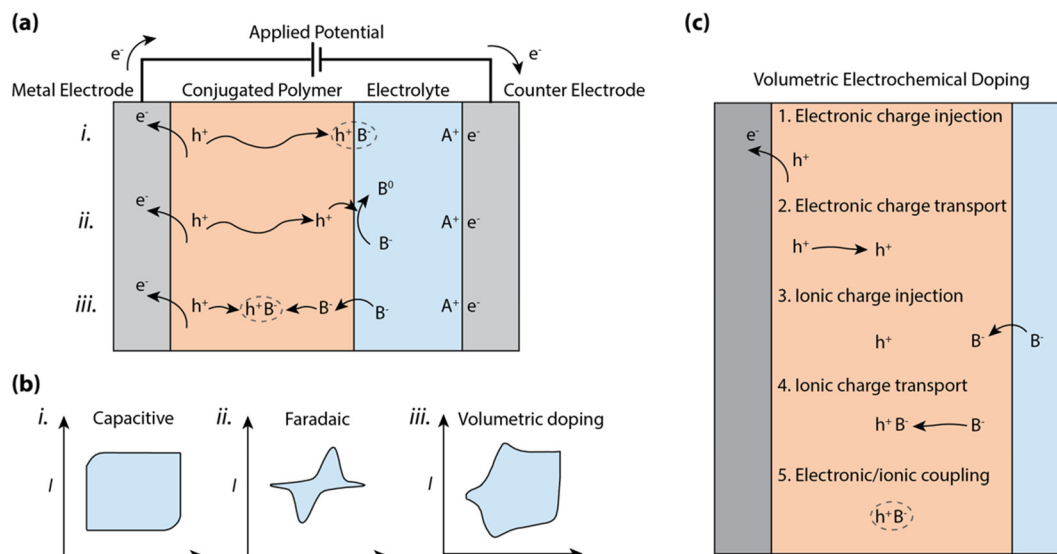 (a)
Applied Potential
e⁻ e⁻
Metal Electrode Conjugated Polymer Electrolyte Counter Electrode
i. e⁻ h⁺ h⁺ B⁻ A⁺ e⁻
ii. e⁻ h⁺ h⁺ B⁰ B⁻ A⁺ e⁻
iii. e⁻ h⁺ h⁺B⁻ B⁻ B⁻ A⁺ e⁻
(b)
i. Capacitive
I
ii. Faradaic
I
iii. Volumetric doping
I
(c)
Volumetric Electrochemical Doping
1. Electronic charge injection
e⁻
h⁺
2. Electronic charge transport
h⁺ h⁺
3. Ionic charge injection
h⁺ B⁻ B⁻
4. Ionic charge transport
h⁺ B⁻ B⁻
5. Electronic/ionic coupling
h⁺B⁻